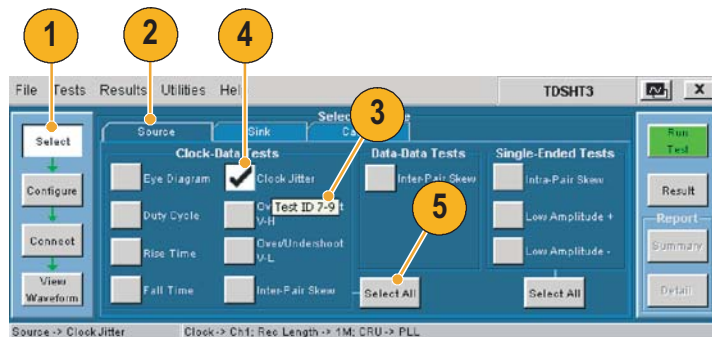 1
2
4
File Tests Results Utilities Help
TDSHT3
X
3
Source
Sink
Select
Clock-Data Tests
Data-Data Tests
Single-Ended Tests
Run Test
Eye Diagram
Clock Jitter
Inter-Pair Skew
Intra-Pair Skew
Configure
Test ID 7-9
V-H
5
Result
Duty Cycle
Low Amplitude +
Report
Connect
Rise Time
Over/Undershoot V-L
Low Amplitude -
Summary
View Waveform
Fall Time
Inter-Pair Skew
Select All
Select All
Detail
Source -> Clock Jitter
Clock-> Ch1; Rec Length -> 1M; CRU -> PLL